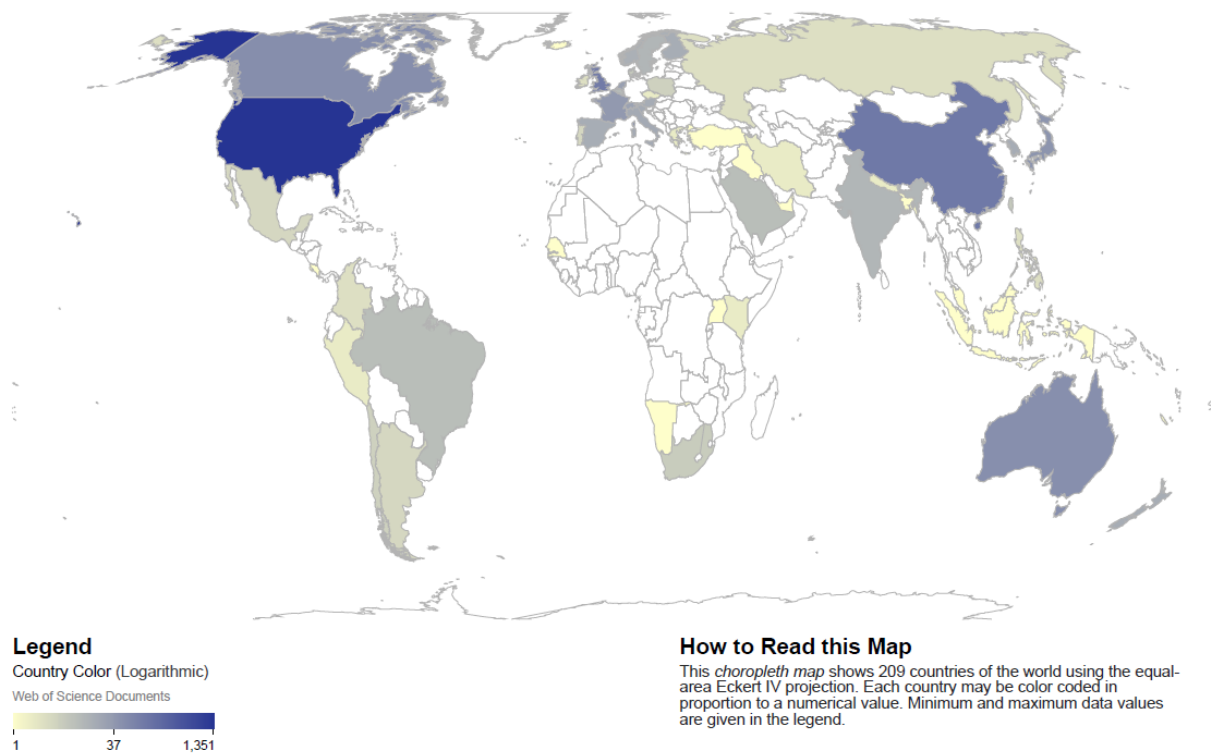 Legend
Country Color (Logarithmic)
Web of Science Documents
1 37 1,351
How to Read this Map
This choropleth map shows 209 countries of the world using the equal-
area Eckert IV projection. Each country may be color coded in
proportion to a numerical value. Minimum and maximum data values
are given in the legend.